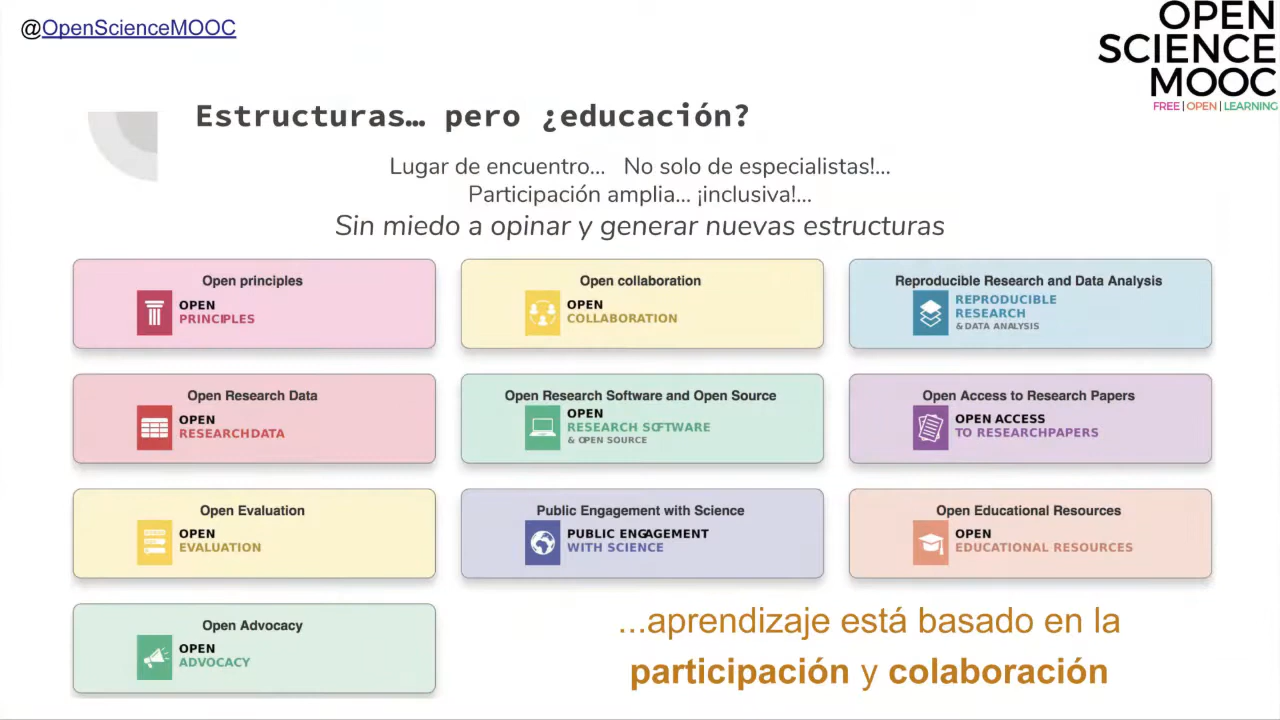 @OpenScienceMOOC
OPEN
SCIENCE
MOOC
FREE | OPEN | LEARNING
Estructuras… pero ¿educación?
Lugar de encuentro... No solo de especialistas!...
Participación amplia... ¡inclusiva!...
Sin miedo a opinar y generar nuevas estructuras
Open principles
OPEN
PRINCIPLES
Open collaboration
OPEN
COLLABORATION
Reproducible Research and Data Analysis
REPRODUCIBLE
RESEARCH
& DATA ANALYSIS
Open Research Data
OPEN
RESEARCHDATA
Open Research Software and Open Source
OPEN
RESEARCH SOFTWARE
& OPEN SOURCE
Open Access to Research Papers
OPEN ACCESS
TO RESEARCHPAPERS
Open Evaluation
OPEN
EVALUATION
Public Engagement with Science
PUBLIC ENGAGEMENT
WITH SCIENCE
Open Educational Resources
OPEN
EDUCATIONAL RESOURCES
Open Advocacy
OPEN
ADVOCACY
...aprendizaje está basado en la
participación y colaboración